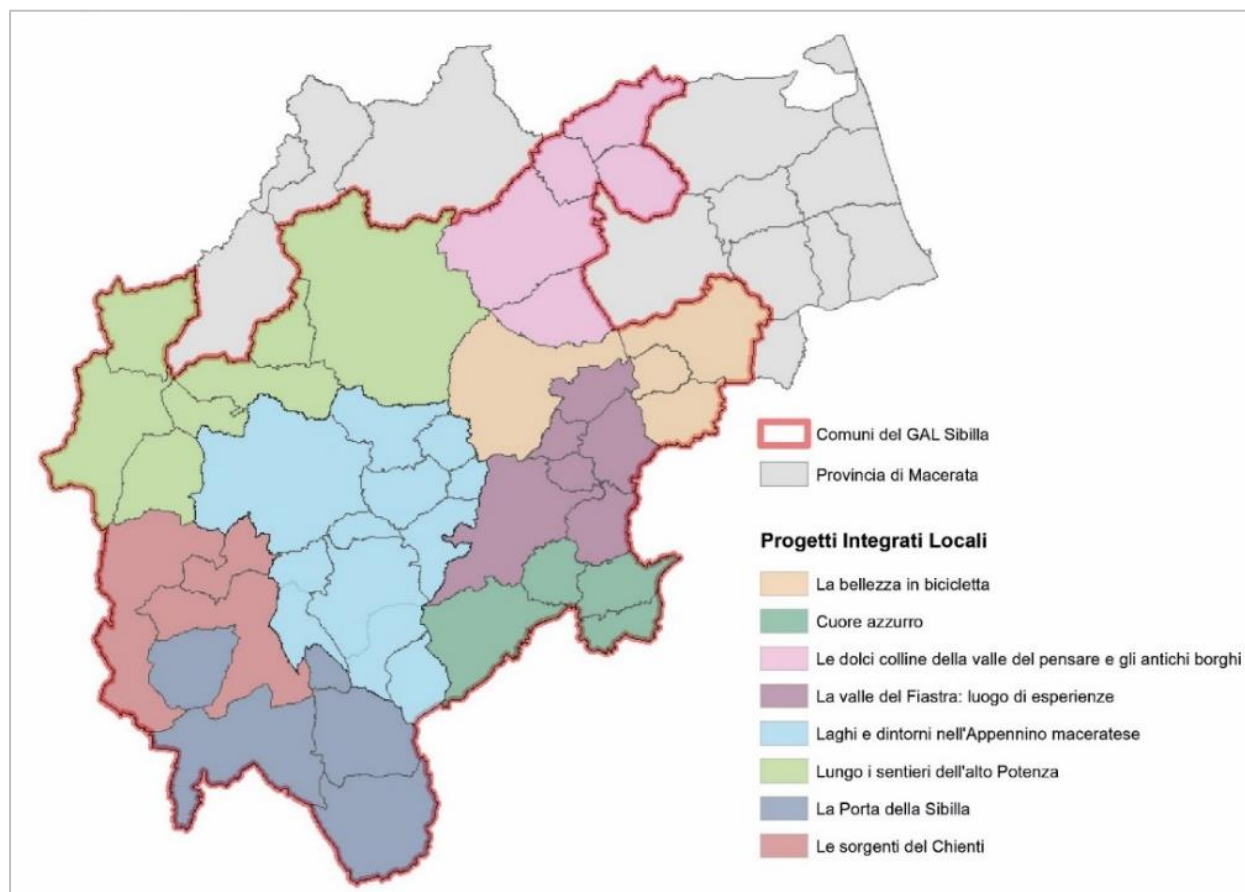 Comuni del GAL Sibilla
Provincia di Macerata
Progetti Integrati Locali
La bellezza in bicicletta
Cuore azzurro
Le dolci colline della valle del pensare e gli antichi borghi
La valle del Fiastra: luogo di esperienze
Laghi e dintorni nell'Appennino maceratese
Lungo i sentieri dell'alto Potenza
La Porta della Sibilla
Le sorgenti del Chienti